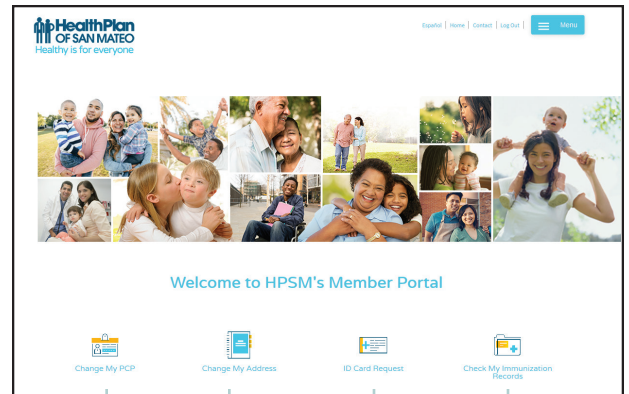 HealthPlan
OF SAN MATEO
Healthy is for everyone
Español | Home | Contact | Log Out |
Menu
Welcome to HPSM's Member Portal
Change My PCP
Change My Address
ID Card Request
Check My Immunization
Records